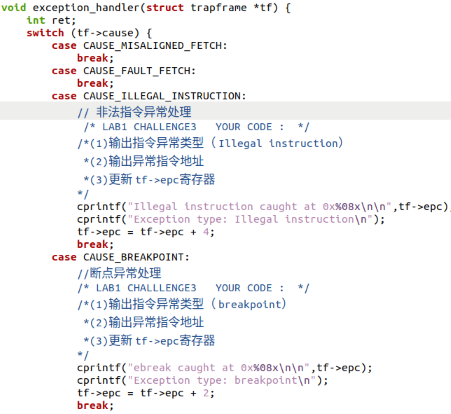 void exception_handler(struct trapframe *tf) {
    int ret;
    switch (tf->cause) {
        case CAUSE_MISALIGNED_FETCH:
            break;
        case CAUSE_FAULT_FETCH:
            break;
        case CAUSE_ILLEGAL_INSTRUCTION:
            // 非法指令异常处理
             /* LAB1 CHALLENGE3   YOUR CODE :  */
            /*(1)输出指令异常类型（ Illegal instruction）
             *(2)输出异常指令地址
             *(3)更新 tf->epc寄存器
            */
            cprintf("Illegal instruction caught at 0x%08x\n\n",tf->epc);
            cprintf("Exception type: Illegal instruction\n");
            tf->epc = tf->epc + 4;
            break;
        case CAUSE_BREAKPOINT:
            //断点异常处理
            /* LAB1 CHALLLENGE3   YOUR CODE :  */
            /*(1)输出指令异常类型（ breakpoint）
             *(2)输出异常指令地址
             *(3)更新 tf->epc寄存器
            */
            cprintf("ebreak caught at 0x%08x\n\n",tf->epc);
            cprintf("Exception type: breakpoint\n");
            tf->epc = tf->epc + 2;
            break;